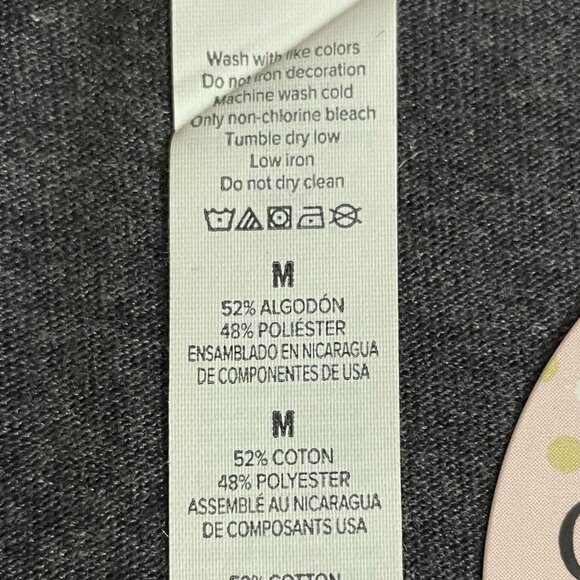 Wash with like colors
Do not iron decoration
Machine wash cold
Only non-chlorine bleach
Tumble dry low
Low iron
Do not dry clean
M
52% ALGODÓN
48% POLIÉSTER
ENSAMBLADO EN NICARAGUA
DE COMPONENTES DE USA
M
52% COTON
48% POLYESTER
ASSEMBLÉ AU NICARAGUA
DE COMPOSANTS USA
52% COTTON